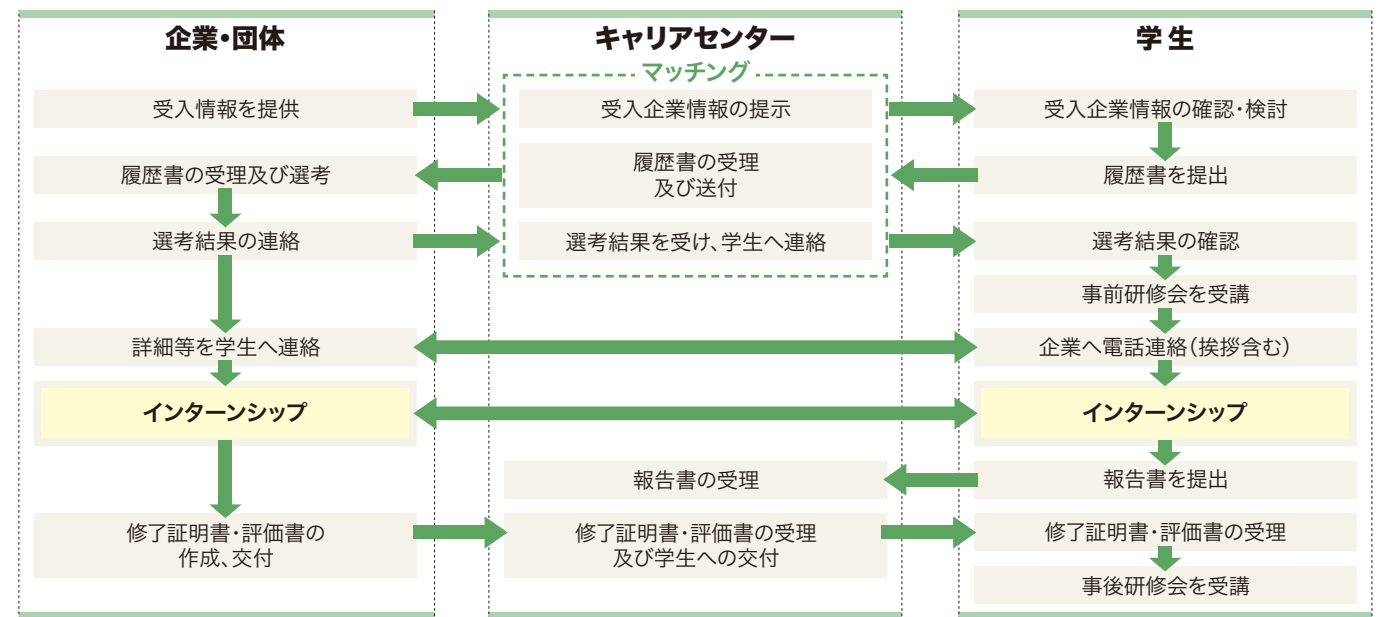 企業・団体
キャリアセンター
学 生
マッチング
受入情報を提供
受入企業情報の提示
受入企業情報の確認・検討
履歴書の受理及び選考
履歴書の受理
及び送付
履歴書を提出
選考結果の連絡
選考結果を受け、学生へ連絡
選考結果の確認
事前研修会を受講
詳細等を学生へ連絡
企業へ電話連絡(挨拶含む)
インターンシップ
インターンシップ
報告書の受理
報告書を提出
修了証明書・評価書の
作成、交付
修了証明書・評価書の受理
及び学生への交付
修了証明書・評価書の受理
事後研修会を受講